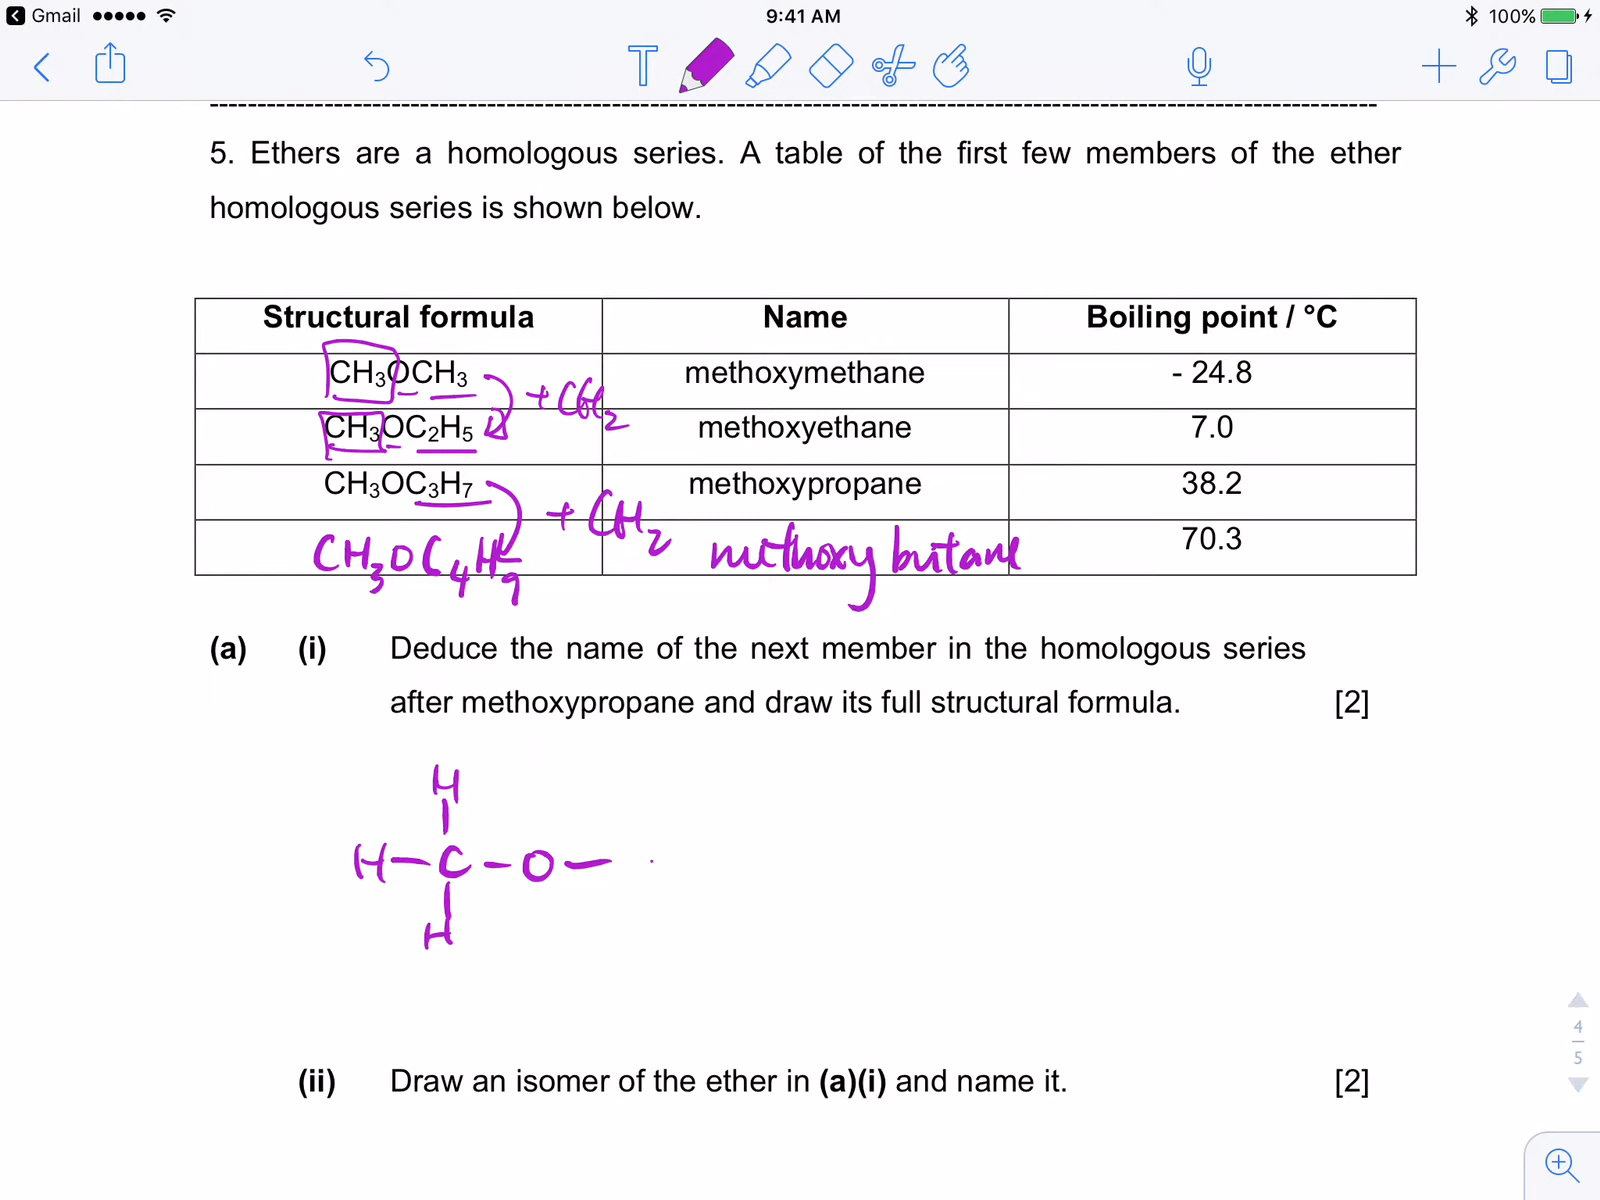 Gmail 9:41 AM 100%
5. Ethers are a homologous series. A table of the first few members of the ether
homologous series is shown below.
Structural formula Name Boiling point / °C
CH₃OCH₃ methoxymethane - 24.8
+ CH₂
CH₃OC₂H₅ methoxyethane 7.0
CH₃OC₃H₇ methoxypropane 38.2
+ CH₂
CH₃OC₄H₉ methoxy butane 70.3
(a) (i) Deduce the name of the next member in the homologous series
after methoxypropane and draw its full structural formula. [2]
H
H–C–O–
H
(ii) Draw an isomer of the ether in (a)(i) and name it. [2]
4
5